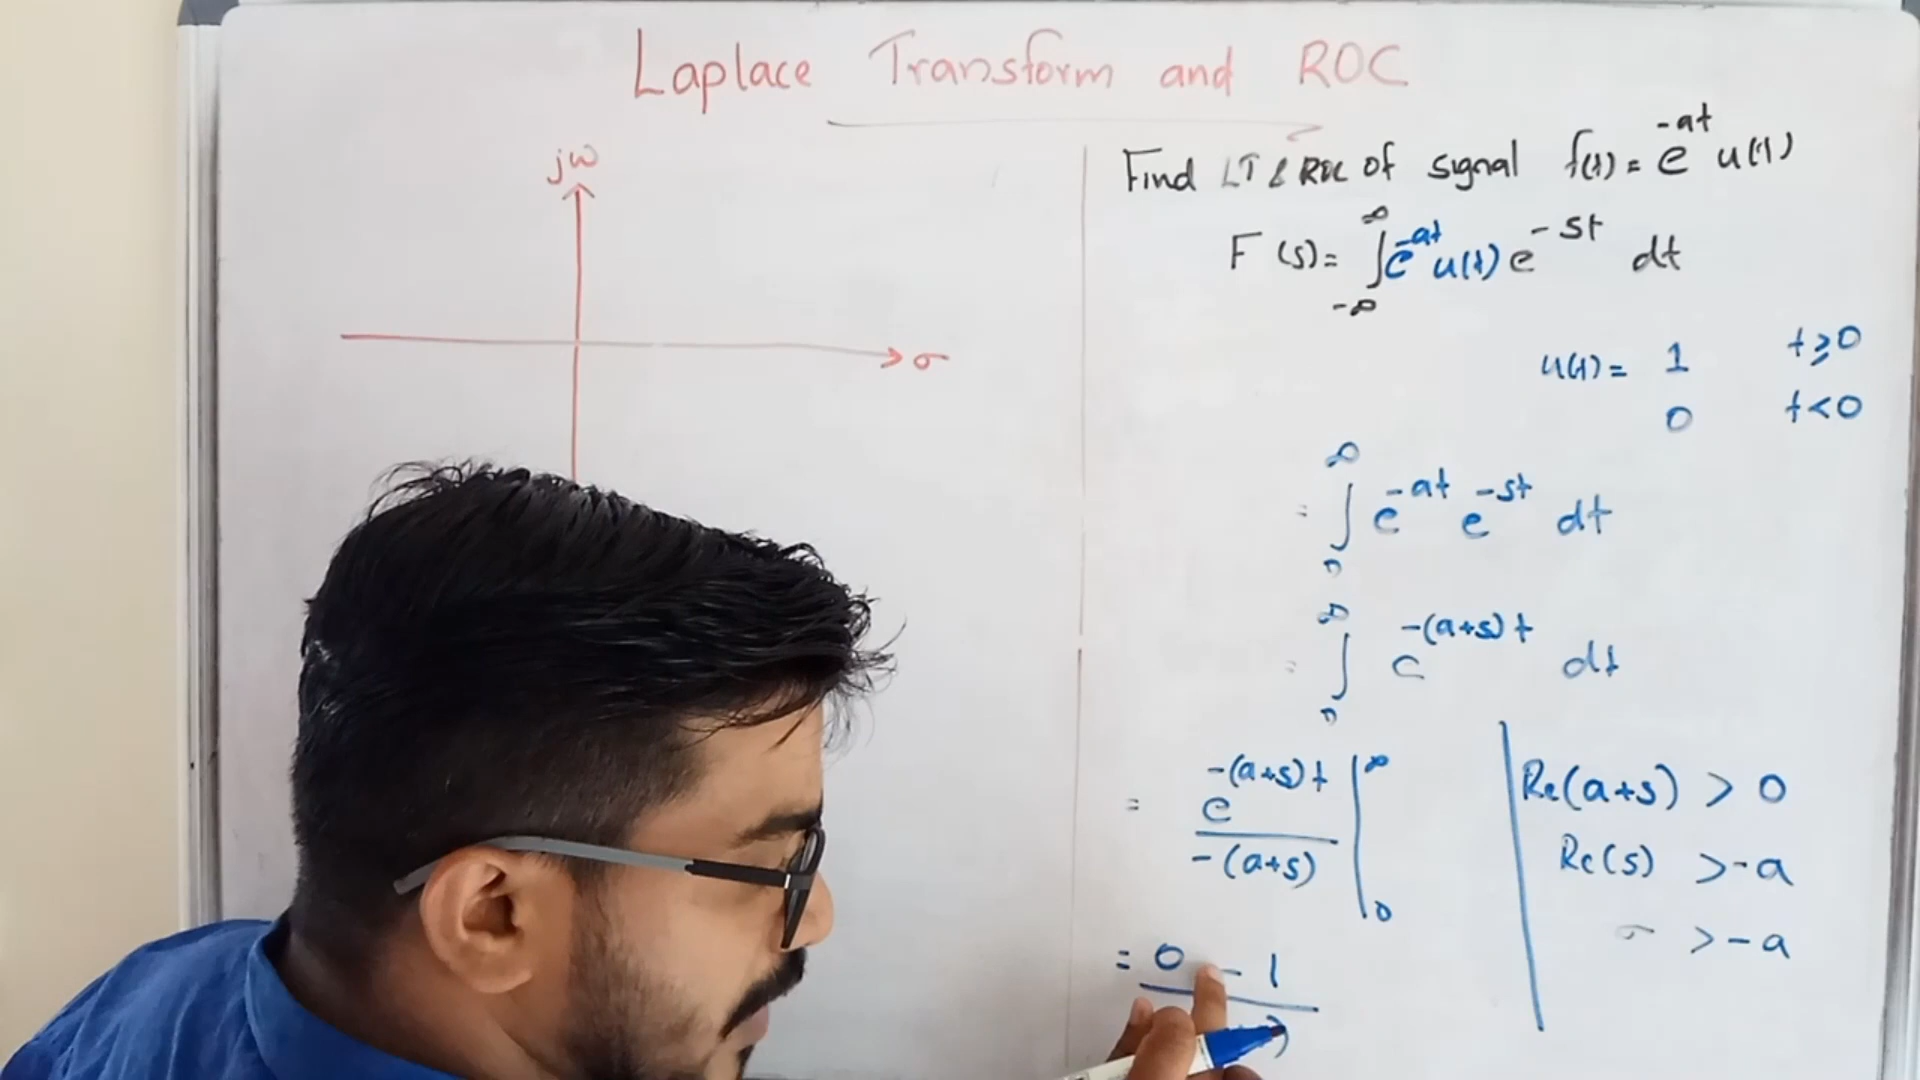 Laplace Transform and ROC
jω
σ
Find LT & ROC of signal f(t) = e^{-at} u(t)
F(s) = ∫_{-∞}^{∞} e^{-at} u(t) e^{-st} dt
u(t) = 1 t ≥ 0
0 t < 0
= ∫_0^∞ e^{-at} e^{-st} dt
= ∫_0^∞ e^{-(a+s)t} dt
= e^{-(a+s)t} / -(a+s) |_0^∞
Re(a+s) > 0
Re(s) > -a
σ > -a
= 0 - 1